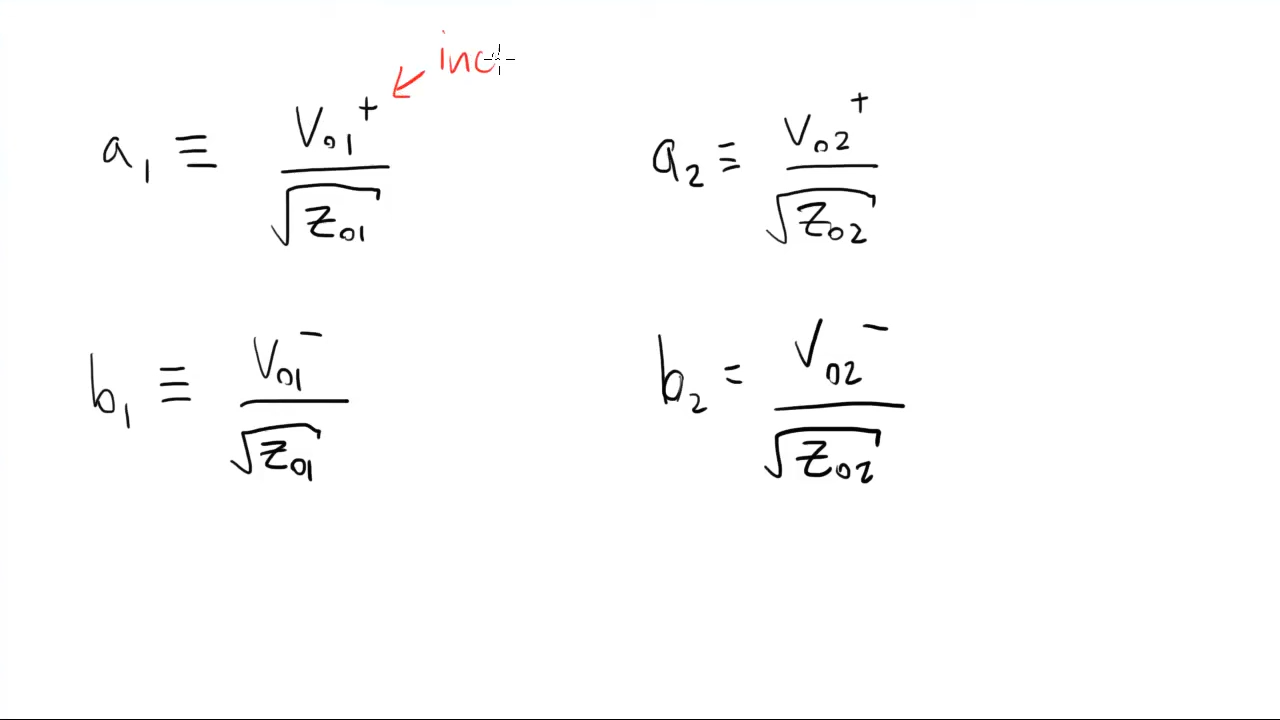 inc
a₁ ≡ V₀₁⁺ / √Z₀₁
a₂ ≡ V₀₂⁺ / √Z₀₂
b₁ ≡ V₀₁⁻ / √Z₀₁
b₂ = V₀₂⁻ / √Z₀₂